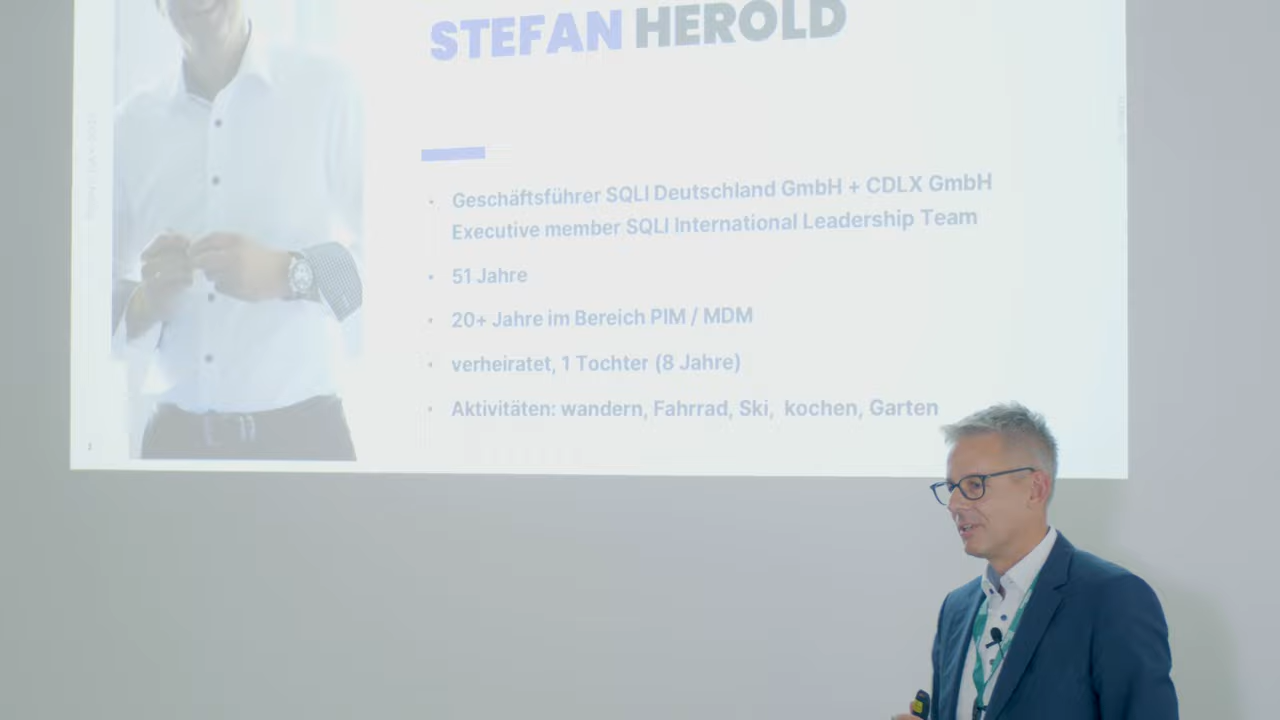 STEFAN HEROLD
• Geschäftsführer SQLI Deutschland GmbH + CDLX GmbH
Executive member SQLI International Leadership Team
• 51 Jahre
• 20+ Jahre im Bereich PIM / MDM
• verheiratet, 1 Tochter (8 Jahre)
• Aktivitäten: wandern, Fahrrad, Ski, kochen, Garten